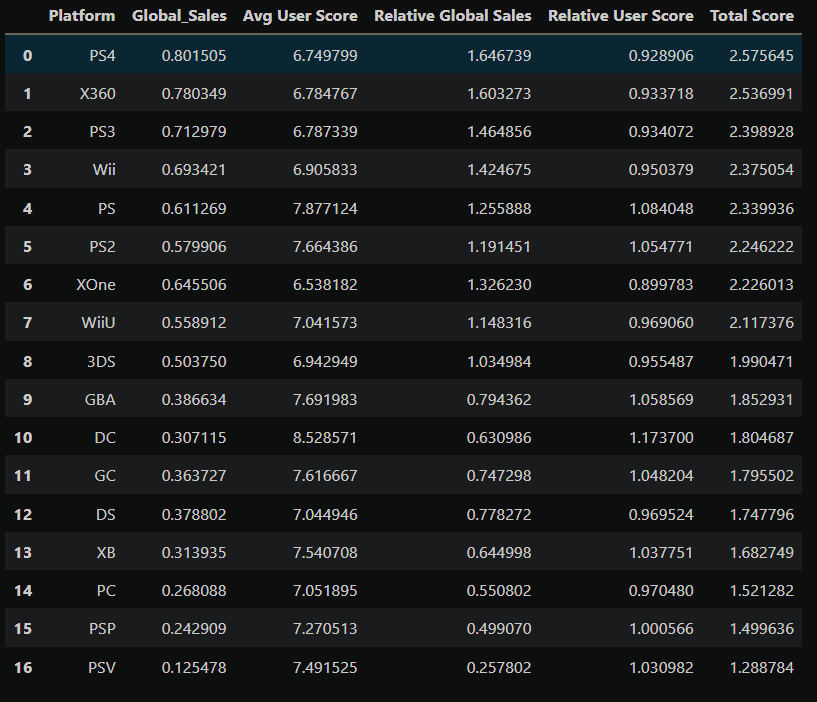 Platform Global_Sales Avg User Score Relative Global Sales Relative User Score Total Score
0 PS4 0.801505 6.749799 1.646739 0.928906 2.575645
1 X360 0.780349 6.784767 1.603273 0.933718 2.536991
2 PS3 0.712979 6.787339 1.464856 0.934072 2.398928
3 Wii 0.693421 6.905833 1.424675 0.950379 2.375054
4 PS 0.611269 7.877124 1.255888 1.084048 2.339936
5 PS2 0.579906 7.664386 1.191451 1.054771 2.246222
6 XOne 0.645506 6.538182 1.326230 0.899783 2.226013
7 WiiU 0.558912 7.041573 1.148316 0.969060 2.117376
8 3DS 0.503750 6.942949 1.034984 0.955487 1.990471
9 GBA 0.386634 7.691983 0.794362 1.058569 1.852931
10 DC 0.307115 8.528571 0.630986 1.173700 1.804687
11 GC 0.363727 7.616667 0.747298 1.048204 1.795502
12 DS 0.378802 7.044946 0.778272 0.969524 1.747796
13 XB 0.313935 7.540708 0.644998 1.037751 1.682749
14 PC 0.268088 7.051895 0.550802 0.970480 1.521282
15 PSP 0.242909 7.270513 0.499070 1.000566 1.499636
16 PSV 0.125478 7.491525 0.257802 1.030982 1.288784